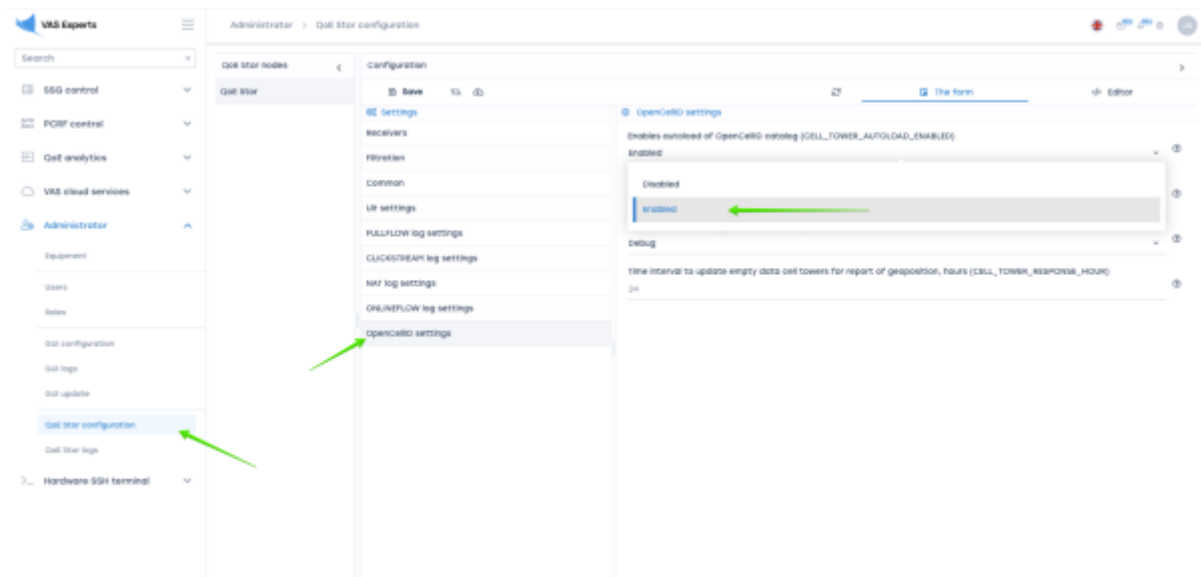 VAS Experts
Administrator > QoE Stor configuration
Search
SSG control
PCRF control
QoE analytics
VAS cloud services
Administrator
Equipment
Users
Roles
GUI configuration
GUI logs
GUI update
QoE Stor configuration
QoE Stor logs
Hardware SSH terminal
QoE Stor nodes
QoE Stor
Configuration
Save
The form
Editor
Settings
Receivers
Filtration
Common
Ulr settings
FULLFLOW log settings
CLICKSTREAM log settings
NAT log settings
ONLINEFLOW log settings
OpenCellID settings
OpenCellID settings
Enables autoload of OpenCellID catalog (CELL_TOWER_AUTOLOAD_ENABLED)
Enabled
Disabled
Enabled
Debug
Time interval to update empty data cell towers for report of geoposition, hours (CELL_TOWER_RESPONSE_HOUR)
24